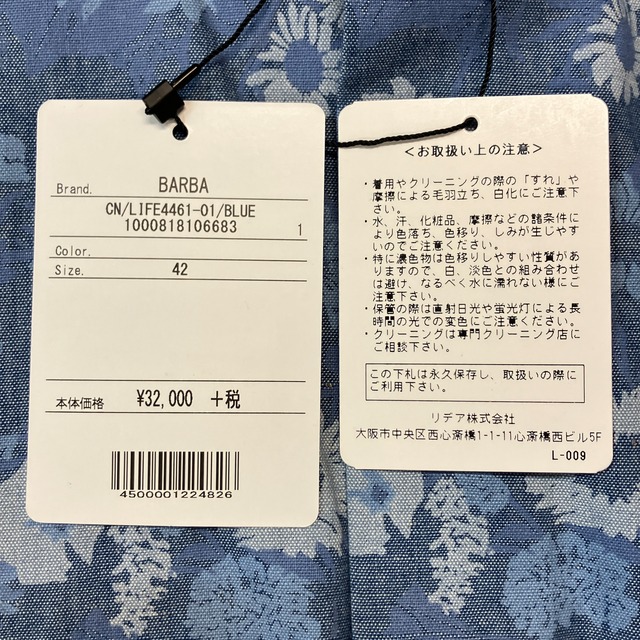 Brand. BARBA
CN/LIFE4461-01/BLUE
1000818106683 1
Color.
Size. 42
本体価格 ¥32,000 +税
4500001224826
＜お取扱い上の注意＞
・着用やクリーニングの際の「すれ」や
摩擦による毛羽立ち、白化にご注意下
さい。
・水、汗、化粧品、摩擦などの諸条件に
より色落ち、色移り、しみが生じやす
いのでご注意ください。
・特に濃色物は色移りしやすい性質があ
りますので、白、淡色との組み合わせ
は避け、なるべく水に濡れない様にご
注意下さい。
・保管の際は直射日光や蛍光灯による長
時間の光での変色にご注意ください。
・クリーニングは専門クリーニング店に
ご相談下さい。
この下札は永久保存し、取扱いの際に
ご利用下さい。
リデア株式会社
大阪市中央区西心斎橋1-1-11心斎橋西ビル5F
L-009